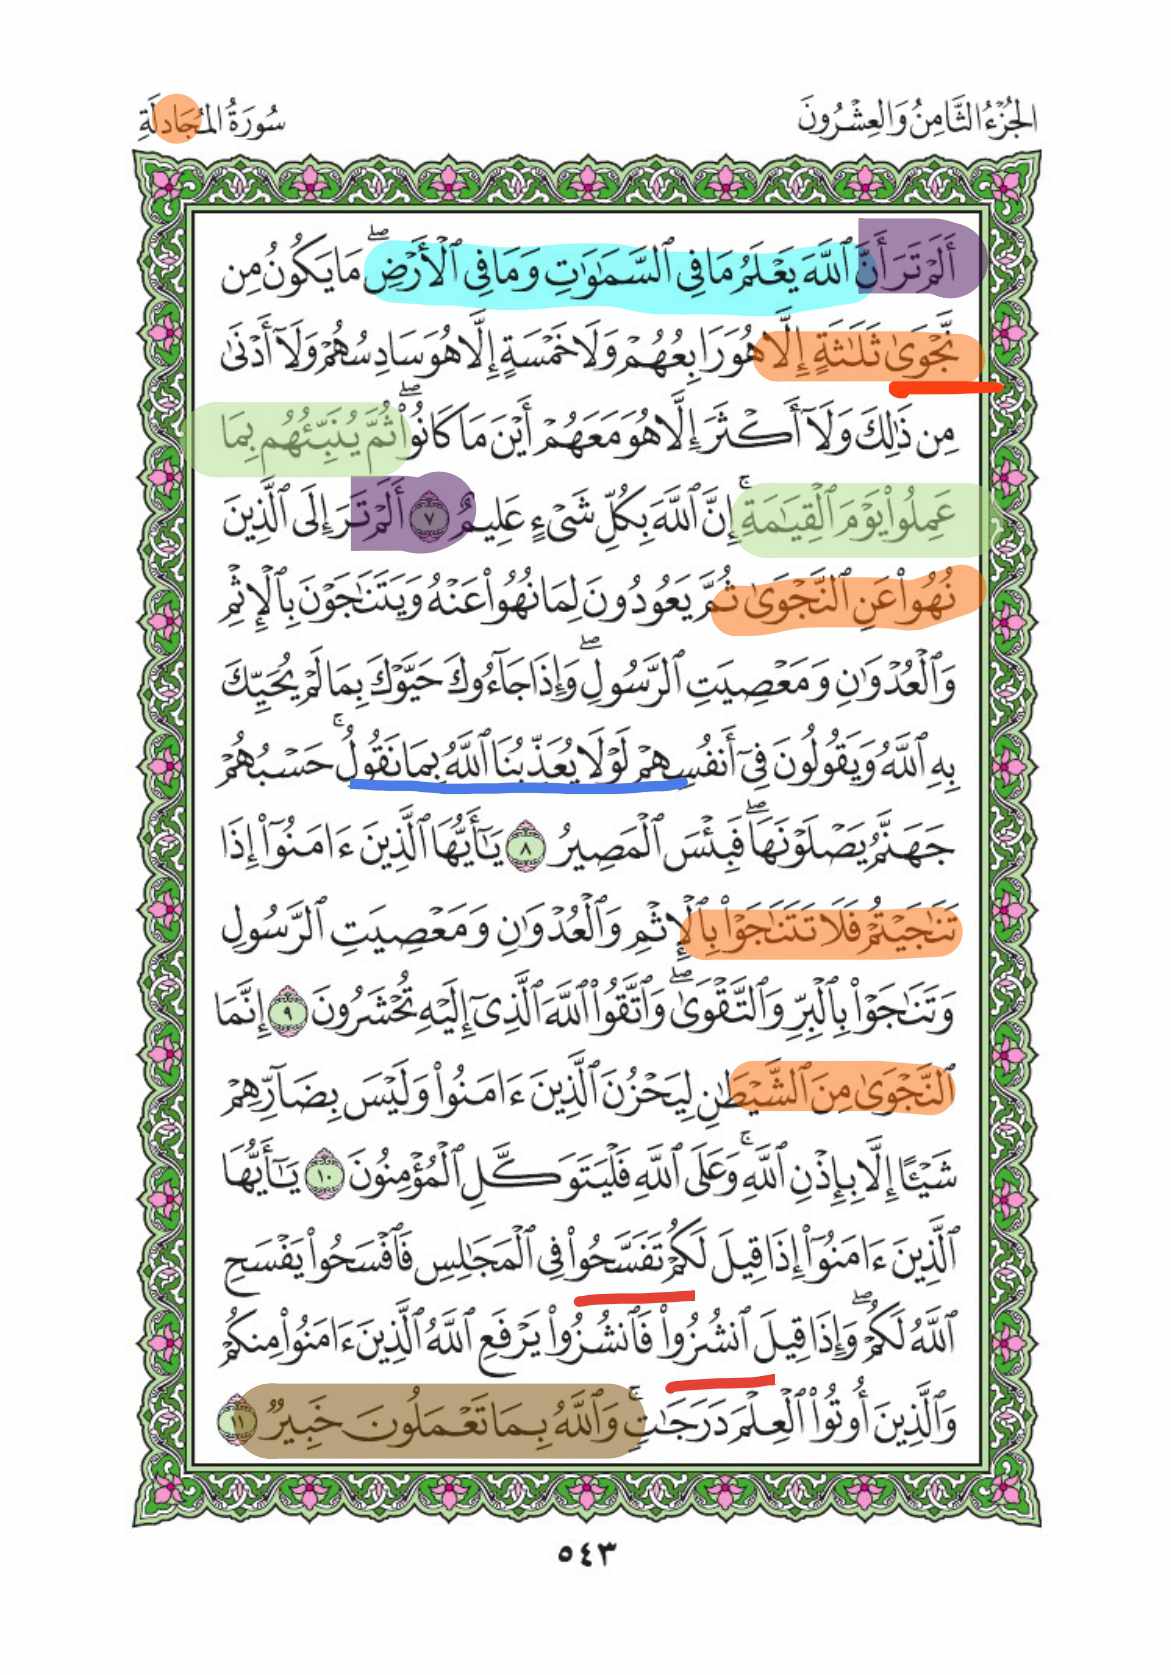 الجُزْءُ الثَّامِنُ وَالعِشْرُونَ
سُورَةُ المُجَادلَةِ
أَلَمْ تَرَ أَنَّ ٱللَّهَ يَعْلَمُ مَا فِي ٱلسَّمَٰوَٰتِ وَمَا فِي ٱلْأَرْضِۖ مَا يَكُونُ مِن
نَّجْوَىٰ ثَلَٰثَةٍ إِلَّا هُوَ رَابِعُهُمْ وَلَا خَمْسَةٍ إِلَّا هُوَ سَادِسُهُمْ وَلَآ أَدْنَىٰ
مِن ذَٰلِكَ وَلَآ أَكْثَرَ إِلَّا هُوَ مَعَهُمْ أَيْنَ مَا كَانُوا۟ۖ ثُمَّ يُنَبِّئُهُم بِمَا
عَمِلُوا۟ يَوْمَ ٱلْقِيَٰمَةِۚ إِنَّ ٱللَّهَ بِكُلِّ شَىْءٍ عَلِيمٌ ٧ أَلَمْ تَرَ إِلَى ٱلَّذِينَ
نُهُوا۟ عَنِ ٱلنَّجْوَىٰ ثُمَّ يَعُودُونَ لِمَا نُهُوا۟ عَنْهُ وَيَتَنَٰجَوْنَ بِٱلْإِثْمِ
وَٱلْعُدْوَٰنِ وَمَعْصِيَتِ ٱلرَّسُولِۖ وَإِذَا جَآءُوكَ حَيَّوْكَ بِمَا لَمْ يُحَيِّكَ
بِهِ ٱللَّهُ وَيَقُولُونَ فِىٓ أَنفُسِهِمْ لَوْلَا يُعَذِّبُنَا ٱللَّهُ بِمَا نَقُولُۚ حَسْبُهُمْ
جَهَنَّمُ يَصْلَوْنَهَاۖ فَبِئْسَ ٱلْمَصِيرُ ٨ يَٰٓأَيُّهَا ٱلَّذِينَ ءَامَنُوٓا۟ إِذَا
تَنَٰجَيْتُمْ فَلَا تَتَنَٰجَوْا۟ بِٱلْإِثْمِ وَٱلْعُدْوَٰنِ وَمَعْصِيَتِ ٱلرَّسُولِ
وَتَنَٰجَوْا۟ بِٱلْبِرِّ وَٱلتَّقْوَىٰۖ وَٱتَّقُوا۟ ٱللَّهَ ٱلَّذِىٓ إِلَيْهِ تُحْشَرُونَ ٩ إِنَّمَا
ٱلنَّجْوَىٰ مِنَ ٱلشَّيْطَٰنِ لِيَحْزُنَ ٱلَّذِينَ ءَامَنُوا۟ وَلَيْسَ بِضَآرِّهِمْ
شَيْـًٔا إِلَّا بِإِذْنِ ٱللَّهِۚ وَعَلَى ٱللَّهِ فَلْيَتَوَكَّلِ ٱلْمُؤْمِنُونَ ١٠ يَٰٓأَيُّهَا
ٱلَّذِينَ ءَامَنُوٓا۟ إِذَا قِيلَ لَكُمْ تَفَسَّحُوا۟ فِى ٱلْمَجَٰلِسِ فَٱفْسَحُوا۟ يَفْسَحِ
ٱللَّهُ لَكُمْۖ وَإِذَا قِيلَ ٱنشُزُوا۟ فَٱنشُزُوا۟ يَرْفَعِ ٱللَّهُ ٱلَّذِينَ ءَامَنُوا۟ مِنكُمْ
وَٱلَّذِينَ أُوتُوا۟ ٱلْعِلْمَ دَرَجَٰتٍۚ وَٱللَّهُ بِمَا تَعْمَلُونَ خَبِيرٌ ١١
٥٤٣